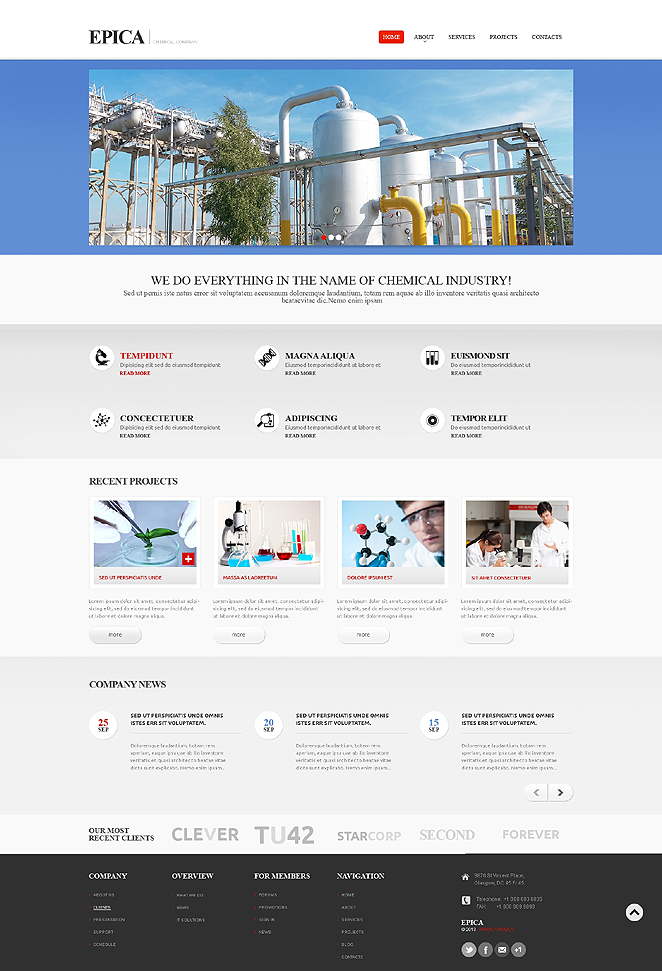 EPICA CHEMICAL COMPANY
HOME ABOUT SERVICES PROJECTS CONTACTS
WE DO EVERYTHING IN THE NAME OF CHEMICAL INDUSTRY!
Sed ut pernis iste natus error sit voluptatem accusanum doloremque laudantium, totam rem aquae ab illo inventore veritatis quasi architecto
beataevitac dic.Nemo enim ipsam
TEMPIDUNT
Dipisicing elit sed do eiusmod tempidunt
READ MORE
MAGNA ALIQUA
Eiusmod temporincididunt ut labore et
READ MORE
EUISMOND SIT
Do eiusmod temporincididunt ut
READ MORE
CONCECTETUER
Dipisicing elit sed do eiusmod tempidunt
READ MORE
ADIPISCING
Eiusmod temporincididunt ut labore et
READ MORE
TEMPOR ELIT
Do eiusmod temporincididunt ut
READ MORE
RECENT PROJECTS
SED UT PERSPICIATIS UNDE
Lorem ipsum dolor sit amet, consectetur adipi-
sicing elit, sed do eiusmod tempor incididunt
ut labore et dolore magna aliqua.
more
MASSA AS LAOREETUM
Lorem ipsum dolor sit amet, consectetur adipi-
sicing elit, sed do eiusmod tempor incididunt
ut labore et dolore magna aliqua.
more
DOLORE IPSUM EST
Lorem ipsum dolor sit amet, consectetur adipi-
sicing elit, sed do eiusmod tempor incididunt
ut labore et dolore magna aliqua.
more
SIT AMET CONSECTETUER
Lorem ipsum dolor sit amet, consectetur adipi-
sicing elit, sed do eiusmod tempor incididunt
ut labore et dolore magna aliqua.
more
COMPANY NEWS
25
SEP
SED UT PERSPICIATIS UNDE OMNIS
ISTES ERR SIT VOLUPTATEM.
Doloremque laudantium, totam rem
aperiam, eaque ipsa quae ab illo inventore
veritatis et quasi architecto beatae vitae
dicta sunt explicabo. Nemo enim ipsam...
20
SEP
SED UT PERSPICIATIS UNDE OMNIS
ISTES ERR SIT VOLUPTATEM.
Doloremque laudantium, totam rem
aperiam, eaque ipsa quae ab illo inventore
veritatis et quasi architecto beatae vitae
dicta sunt explicabo. Nemo enim ipsam...
15
SEP
SED UT PERSPICIATIS UNDE OMNIS
ISTES ERR SIT VOLUPTATEM.
Doloremque laudantium, totam rem
aperiam, eaque ipsa quae ab illo inventore
veritatis et quasi architecto beatae vitae
dicta sunt explicabo. Nemo enim ipsam...
OUR MOST
RECENT CLIENTS
CLEVER TU42 STARCORP SECOND FOREVER
COMPANY
ABOUT US
CLIENTS
PRESENTATION
SUPPORT
SCHEDULE
OVERVIEW
WHAT WE DO
NEWS
IT SOLUTIONS
FOR MEMBERS
FORUMS
PROMOTIONS
SIGN IN
NEWS
NAVIGATION
HOME
ABOUT
SERVICES
PROJECTS
BLOG
CONTACTS
9870 St Vincent Place,
Glasgow, DC 45 Fr 45.
Telephone: +1 800 603 6035
FAX: +1 800 889 9898
EPICA
© 2013 PRIVACY POLICY